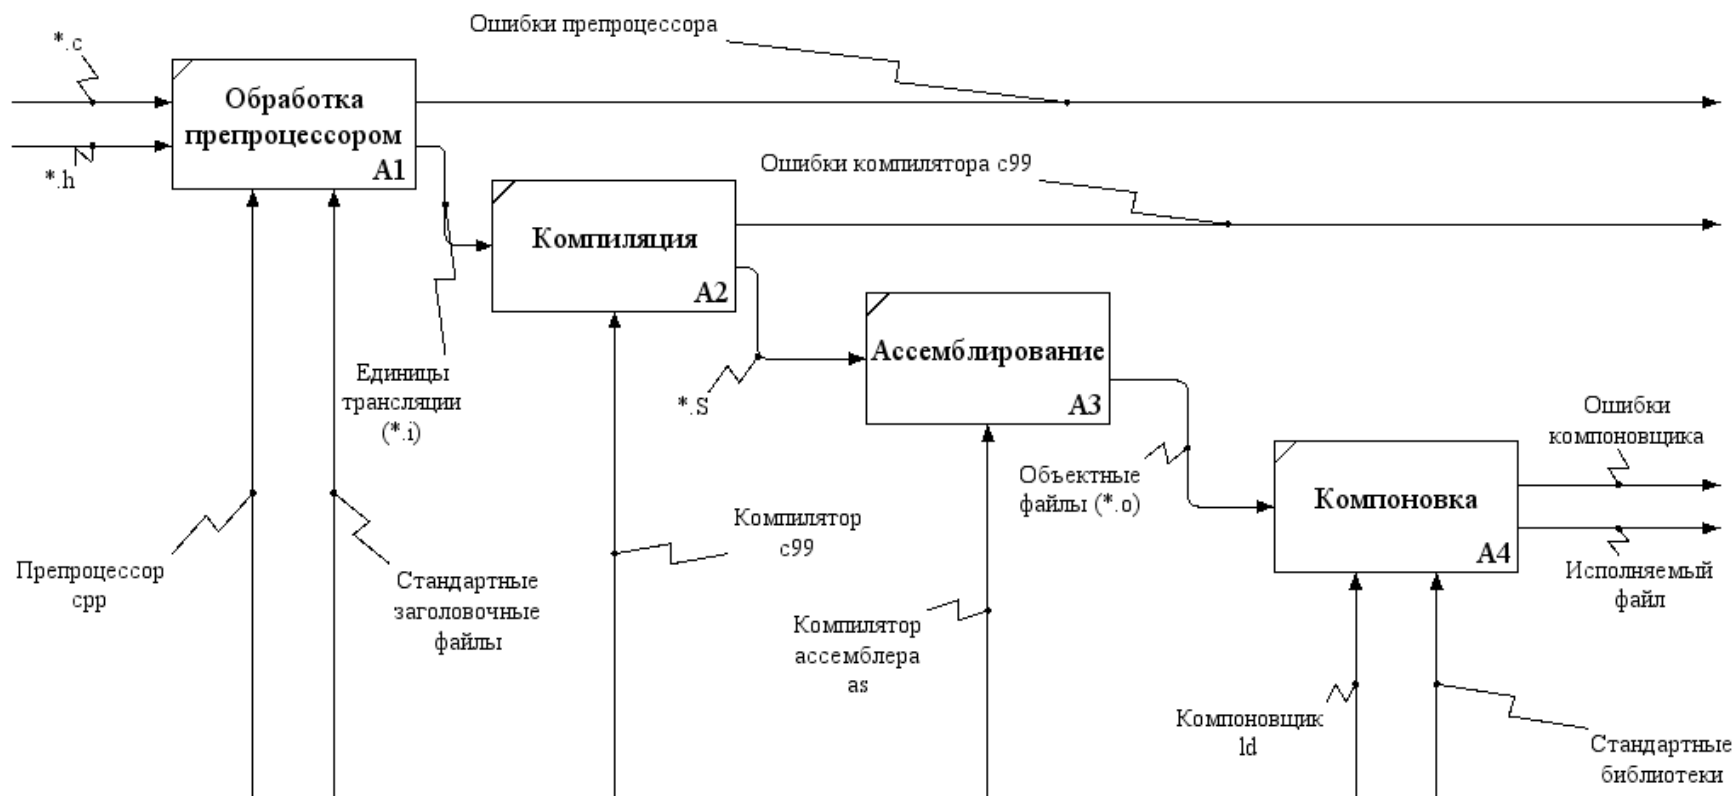 Ошибки препроцессора
*.c
Обработка
препроцессором
A1
*.h
Ошибки компилятора c99
Компиляция
A2
Единицы
трансляции
(*.i)
*.S
Ассемблирование
A3
Ошибки
компоновщика
Объектные
файлы (*.o)
Компоновка
A4
Компилятор
c99
Препроцессор
cpp
Стандартные
заголовочные
файлы
Исполняемый
файл
Компилятор
ассемблера
as
Компоновщик
ld
Стандартные
библиотеки